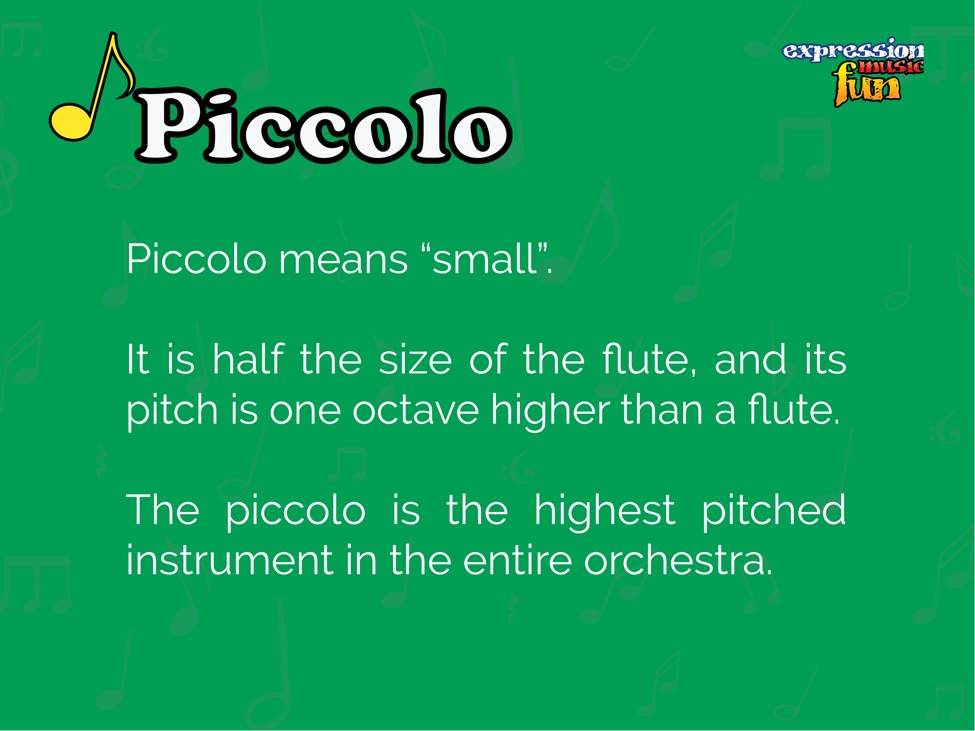 expression
music
fun
Piccolo
Piccolo means “small”.
It is half the size of the flute, and its
pitch is one octave higher than a flute.
The piccolo is the highest pitched
instrument in the entire orchestra.